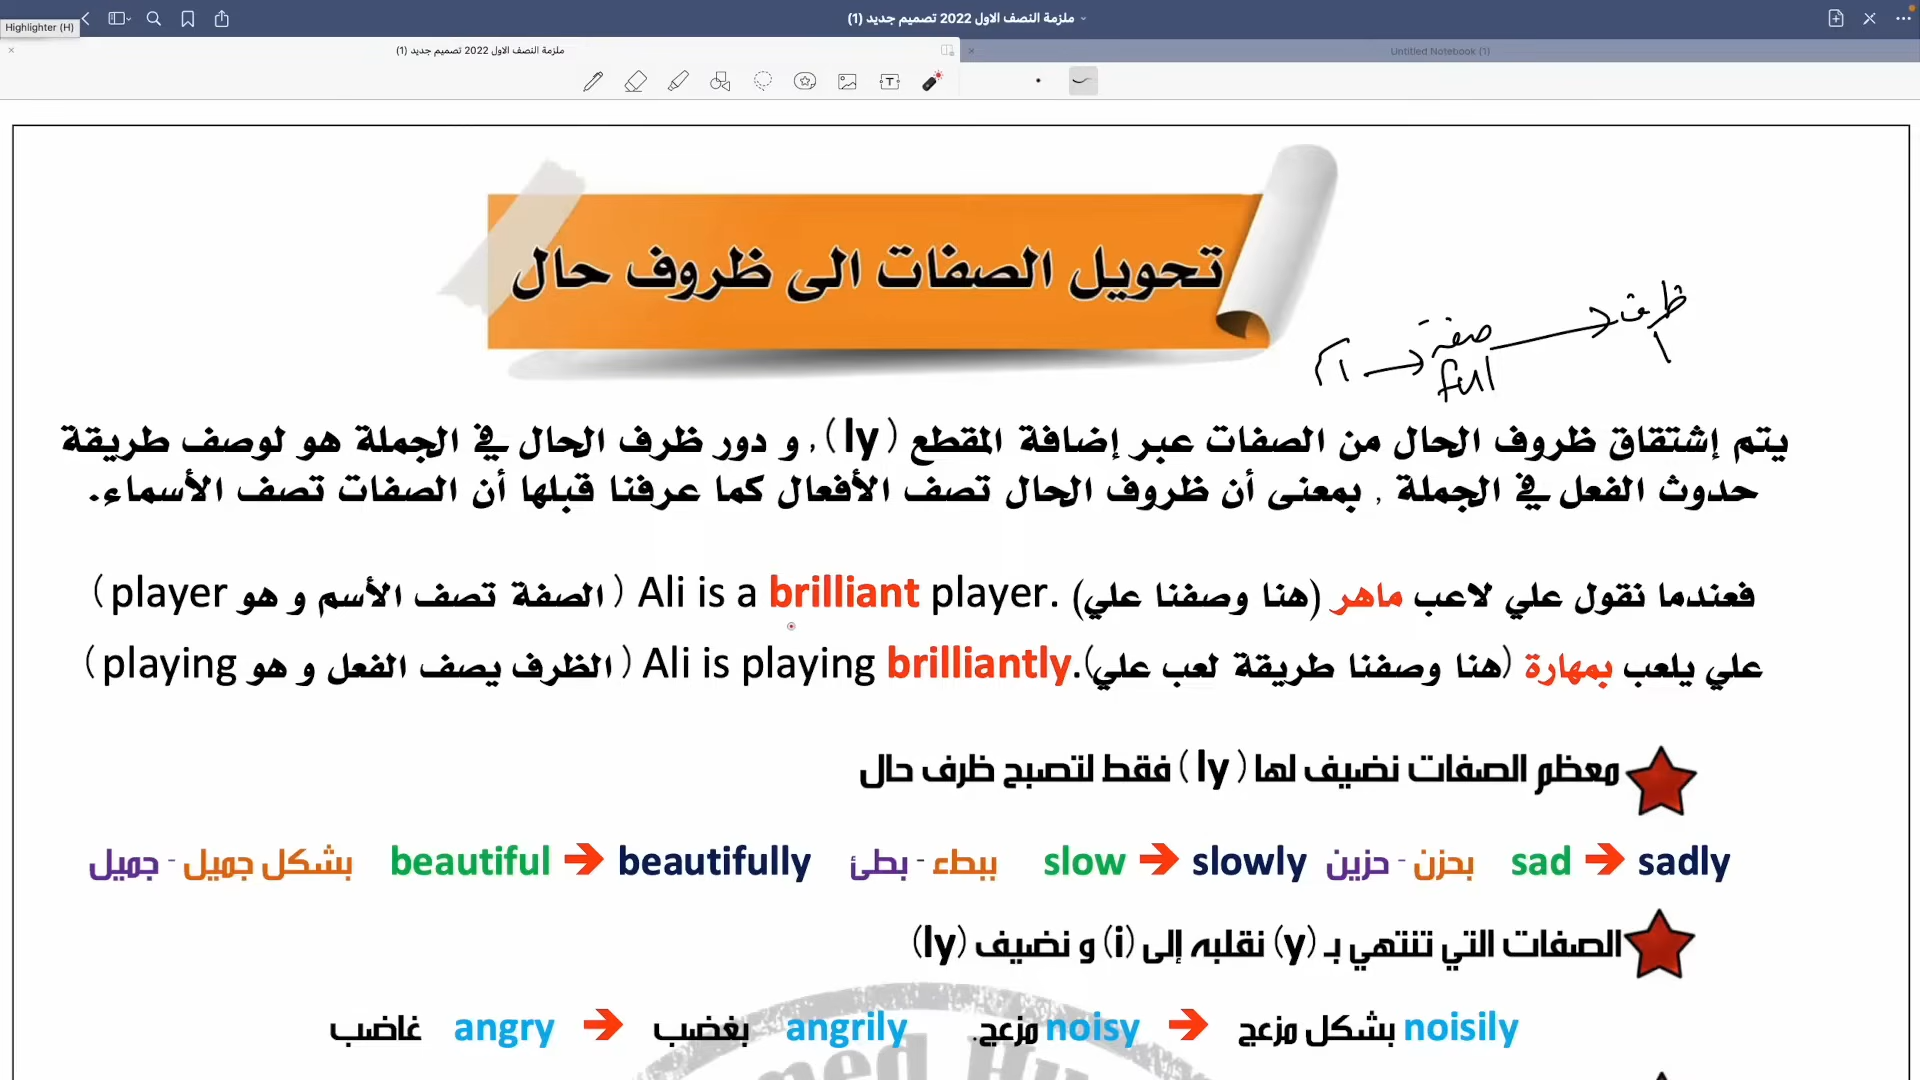 Highlighter (H)
ملزمة النصف الاول 2022 تصميم جديد (1)
ملزمة النصف الاول 2022 تصميم جديد (1)
Untitled Notebook (1)
تحويل الصفات الى ظروف حال
صفة
ful
ظرف
يتم إشتقاق ظروف الحال من الصفات عبر إضافة المقطع (ly), و دور ظرف الحال في الجملة هو لوصف طريقة
حدوث الفعل في الجملة , بمعنى أن ظروف الحال تصف الأفعال كما عرفنا قبلها أن الصفات تصف الأسماء.
فعندما نقول علي لاعب ماهر (هنا وصفنا علي) Ali is a brilliant player. (الصفة تصف الأسم و هو player)
علي يلعب بمهارة (هنا وصفنا طريقة لعب علي). Ali is playing brilliantly (الظرف يصف الفعل و هو playing)
معظم الصفات نضيف لها (ly) فقط لتصبح ظرف حال
sad ➔ sadly بحزن - حزين slow ➔ slowly ببطاء - بطئ beautiful ➔ beautifully بشكل جميل - جميل
الصفات التي تنتهي بـ (y) نقلبه إلى (i) و نضيف (ly)
غاضب angry ➔ بغضب angrily مزعج. noisy ➔ بشكل مزعج noisily